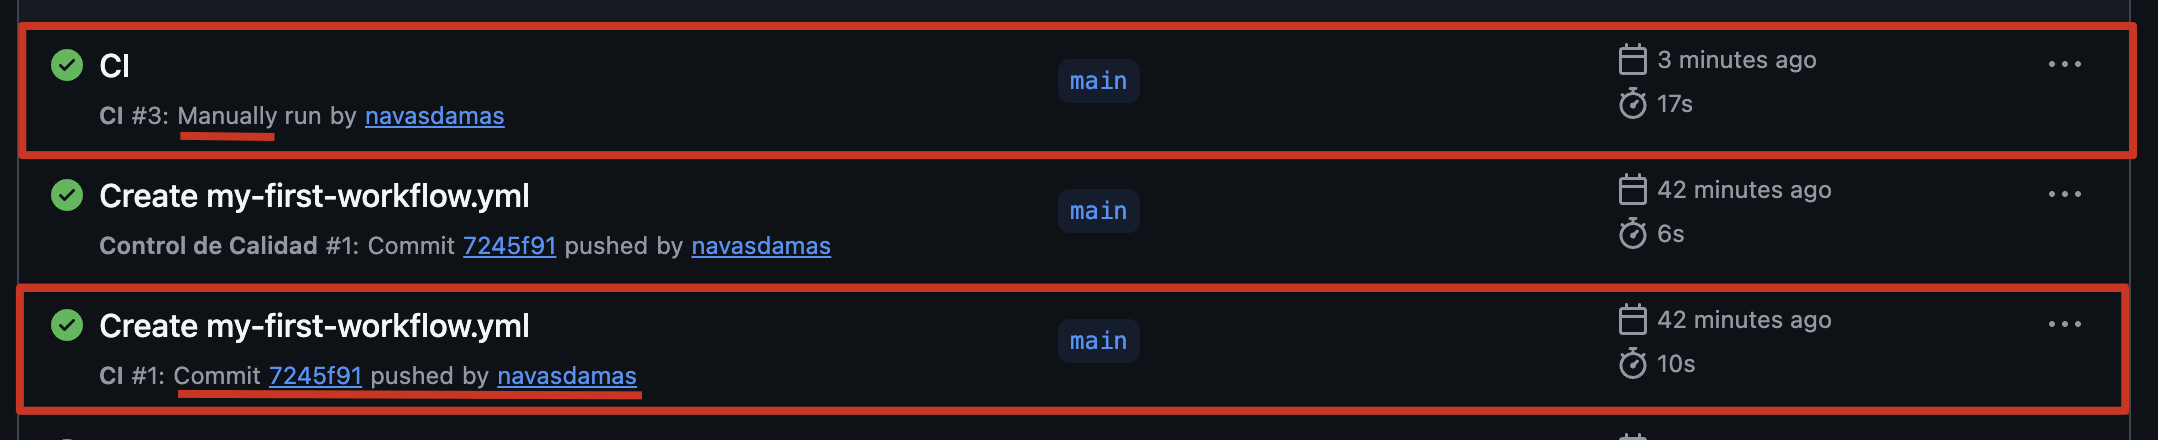 CI
main
3 minutes ago
CI #3: Manually run by navasdamas
17s
Create my-first-workflow.yml
main
42 minutes ago
Control de Calidad #1: Commit 7245f91 pushed by navasdamas
6s
Create my-first-workflow.yml
main
42 minutes ago
CI #1: Commit 7245f91 pushed by navasdamas
10s